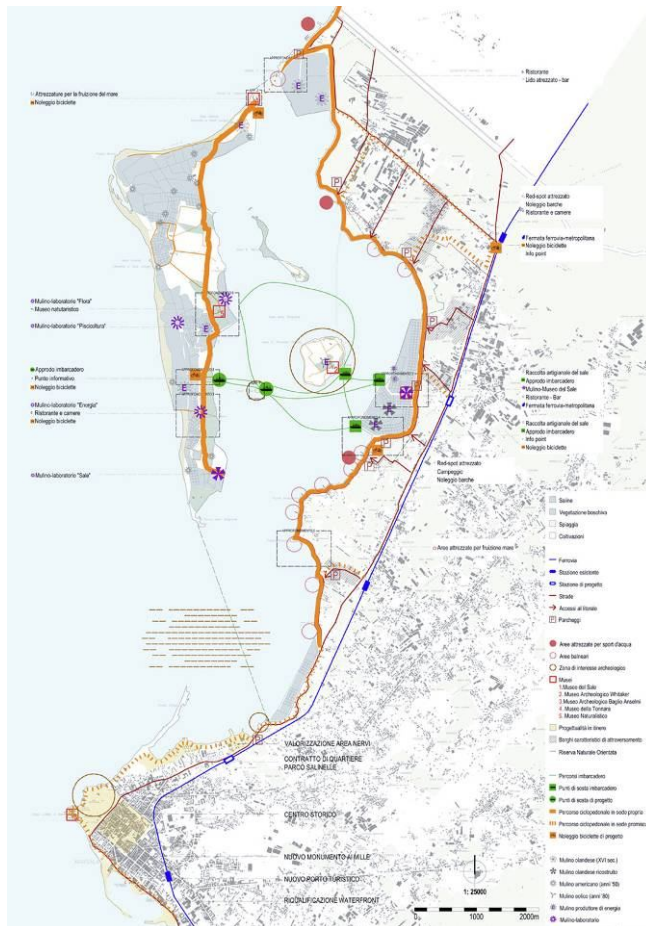 Ristorante
Lido atrezzato - bar
Attrezzature per la fruizione del mare
Noleggio biciclette
Red-spot attrezzato
Noleggio barche
Ristorante e camere
Fermata ferrovia-metropolitana
Noleggio biciclette
Info point
Mulino-laboratorio "Flora"
Museo naturalistico
Mulino-laboratorio "Piscicoltura"
Approdo imbarcadero
Punto informativo
Noleggio biciclette
Mulino-laboratorio "Energia"
Ristorante e camere
Noleggio biciclette
Mulino-laboratorio "Sale"
Raccolta artigianale del sale
Approdo imbarcadero
Mulino-Museo del Sale
Ristorante - Bar
Fermata ferrovia-metropolitana
Raccolta artigianale del sale
Approdo imbarcadero
Info point
Noleggio biciclette
Red-spot attrezzato
Campeggio
Noleggio barche
Aree attrezzate per fruizione mare
Saline
Vegetazione boschiva
Spiaggia
Coltivazioni
Ferrovia
Stazione esistente
Stazione di progetto
Strade
Accessi al litorale
P Parcheggi
Aree attrezzate per sport d'acqua
Aree balneari
Zona di interesse archeologico
Musei
1. Museo del Sale
2. Museo Archeologico Whitaker
3. Museo Archeologico Baglio Anselmi
4. Museo della Tonnara
5. Museo Naturalistico
Progettualità in itinere
Borghi saniteristici di attraversamento
Riserva Naturale Orientata
Percorsi imbarcadero
Punti di sosta imbarcadero
Punti di sosta di progetto
Percorso ciclopedonale in sede propria
Percorso ciclopedonale in sede promiscua
Noleggio biciclette di progetto
Mulino olandese (XVI sec.)
Mulino olandese ricostruito
Mulino americano (anni '50)
Mulino eolico (anni '80)
Mulino produttore di energia
Mulino-laboratorio
VALORIZZAZIONE AREA NERVI
CONTRATTO DI QUARTIERE
PARCO SALINELLE
CENTRO STORICO
NUOVO MONUMENTO AI MILLE
NUOVO PORTO TURISTICO
RIQUALIFICAZIONE WATERFRONT
1: 25000
0 1000 2000m